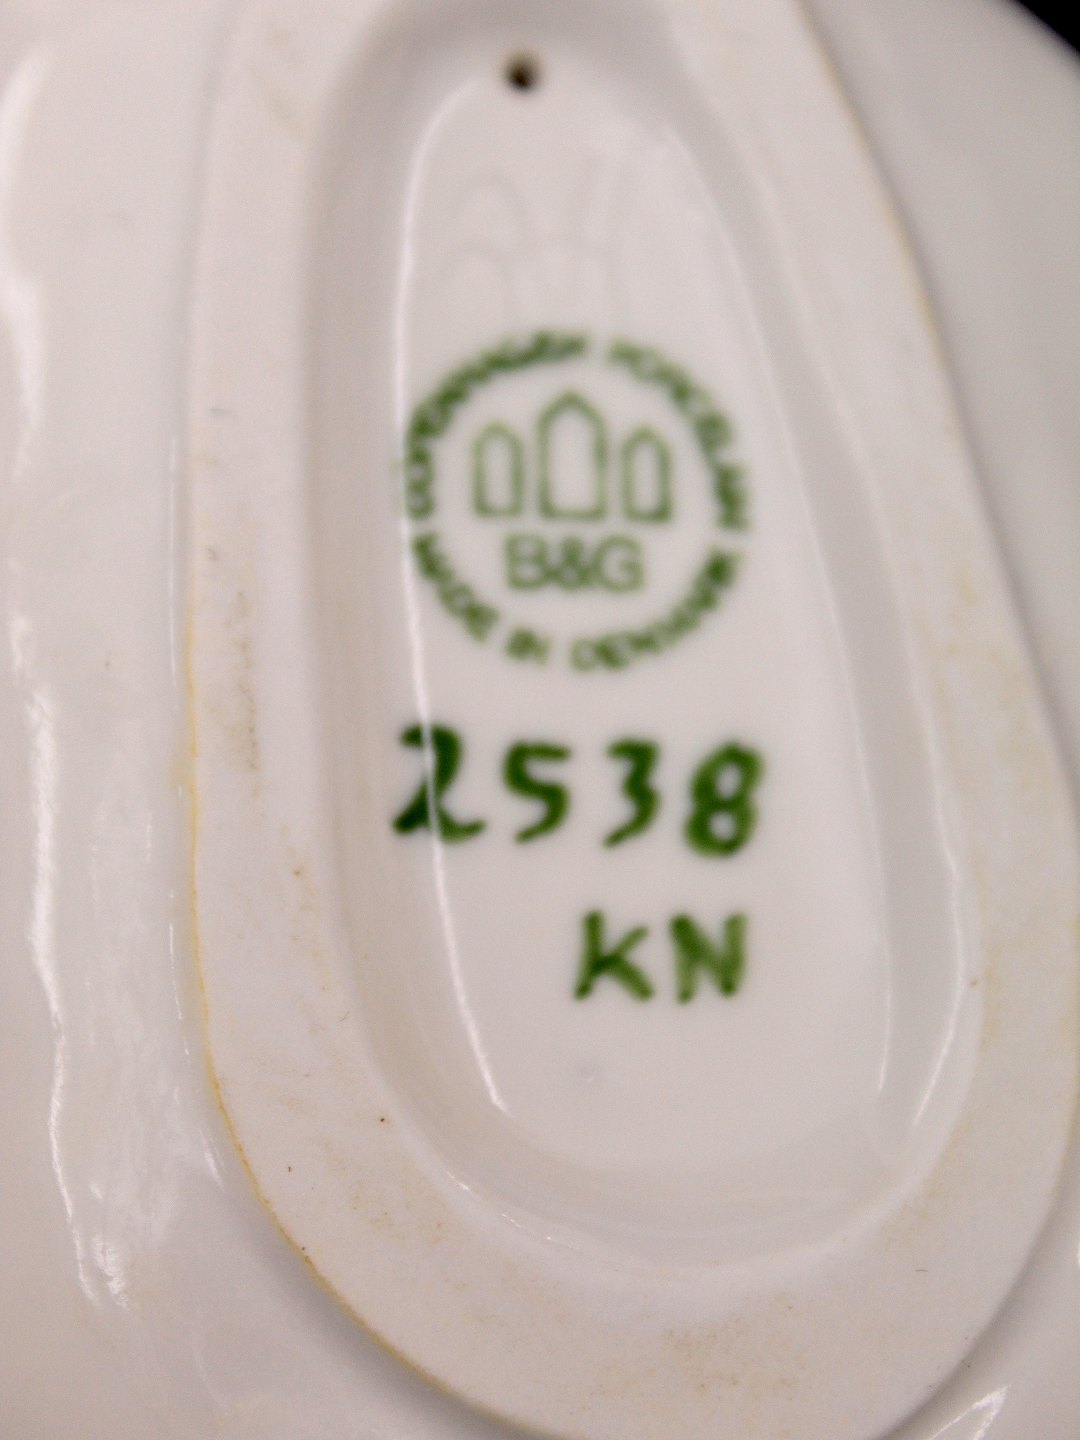 COPENHAGEN PORCELAIN
B&G
MADE IN DENMARK
2538
KN